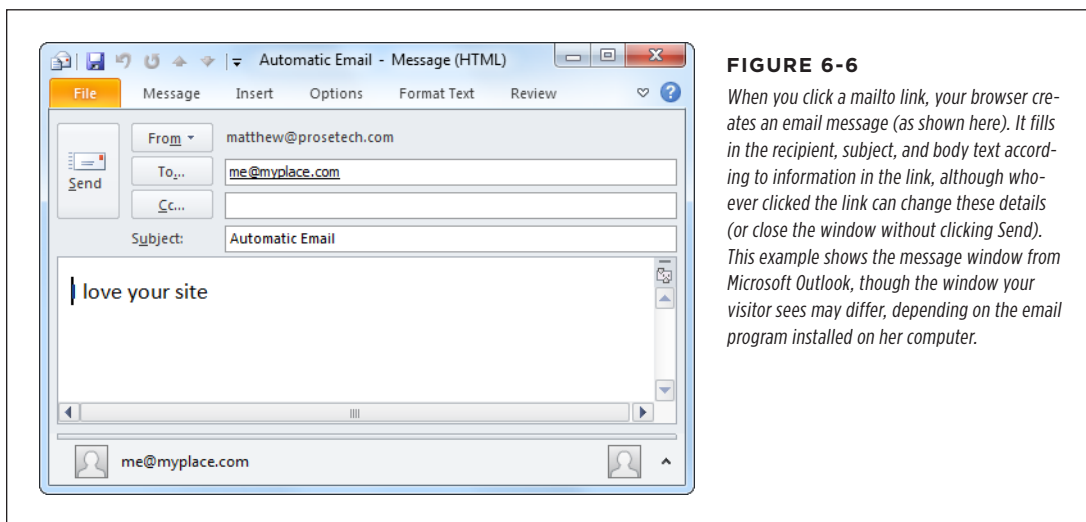 Automatic Email - Message (HTML)
File Message Insert Options Format Text Review
Send
From matthew@prosetech.com
To... me@myplace.com
Cc...
Subject: Automatic Email
I love your site
me@myplace.com
FIGURE 6-6
When you click a mailto link, your browser cre-
ates an email message (as shown here). It fills
in the recipient, subject, and body text accord-
ing to information in the link, although who-
ever clicked the link can change these details
(or close the window without clicking Send).
This example shows the message window from
Microsoft Outlook, though the window your
visitor sees may differ, depending on the email
program installed on her computer.